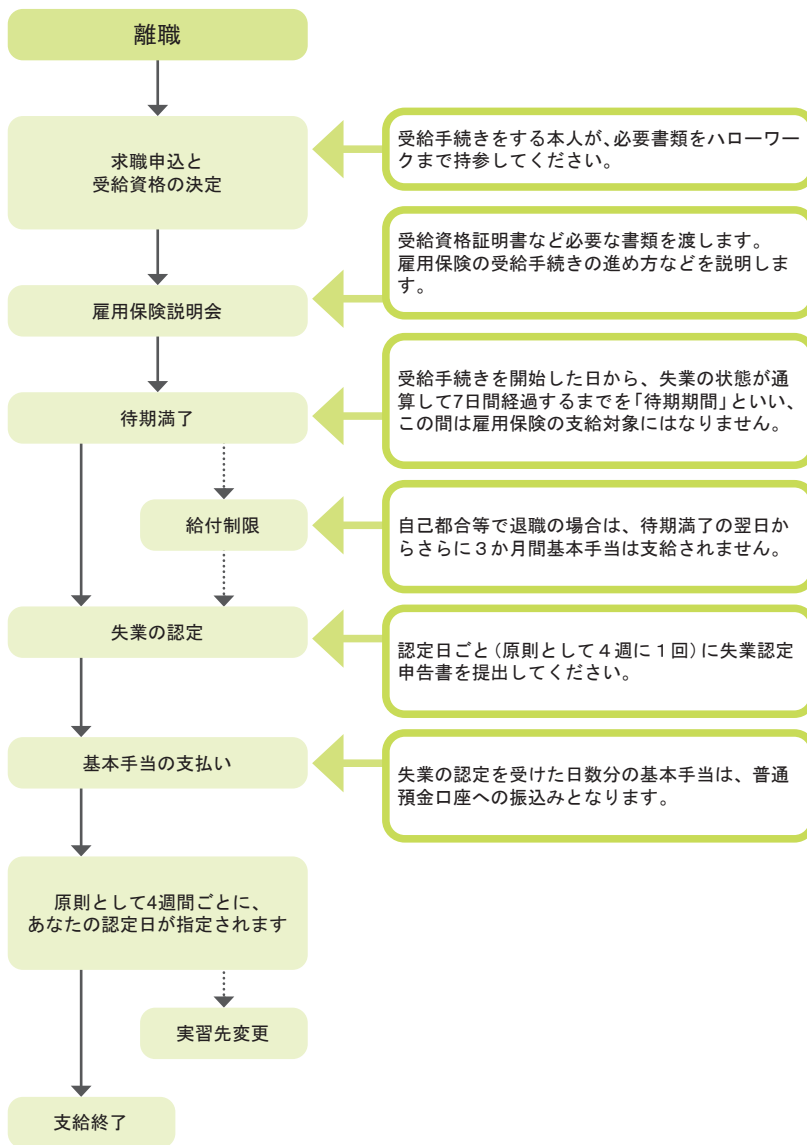 離職
受給手続きをする本人が、必要書類をハローワー
クまで持参してください。
求職申込と
受給資格の決定
受給資格証明書など必要な書類を渡します。
雇用保険の受給手続きの進め方などを説明しま
す。
雇用保険説明会
受給手続きを開始した日から、失業の状態が通
算して7日間経過するまでを「待期期間」といい、
この間は雇用保険の支給対象にはなりません。
待期満了
自己都合等で退職の場合は、待期満了の翌日か
らさらに３か月間基本手当は支給されません。
給付制限
失業の認定
認定日ごと（原則として４週に１回）に失業認定
申告書を提出してください。
基本手当の支払い
失業の認定を受けた日数分の基本手当は、普通
預金口座への振込みとなります。
原則として4週間ごとに、
あなたの認定日が指定されます
実習先変更
支給終了